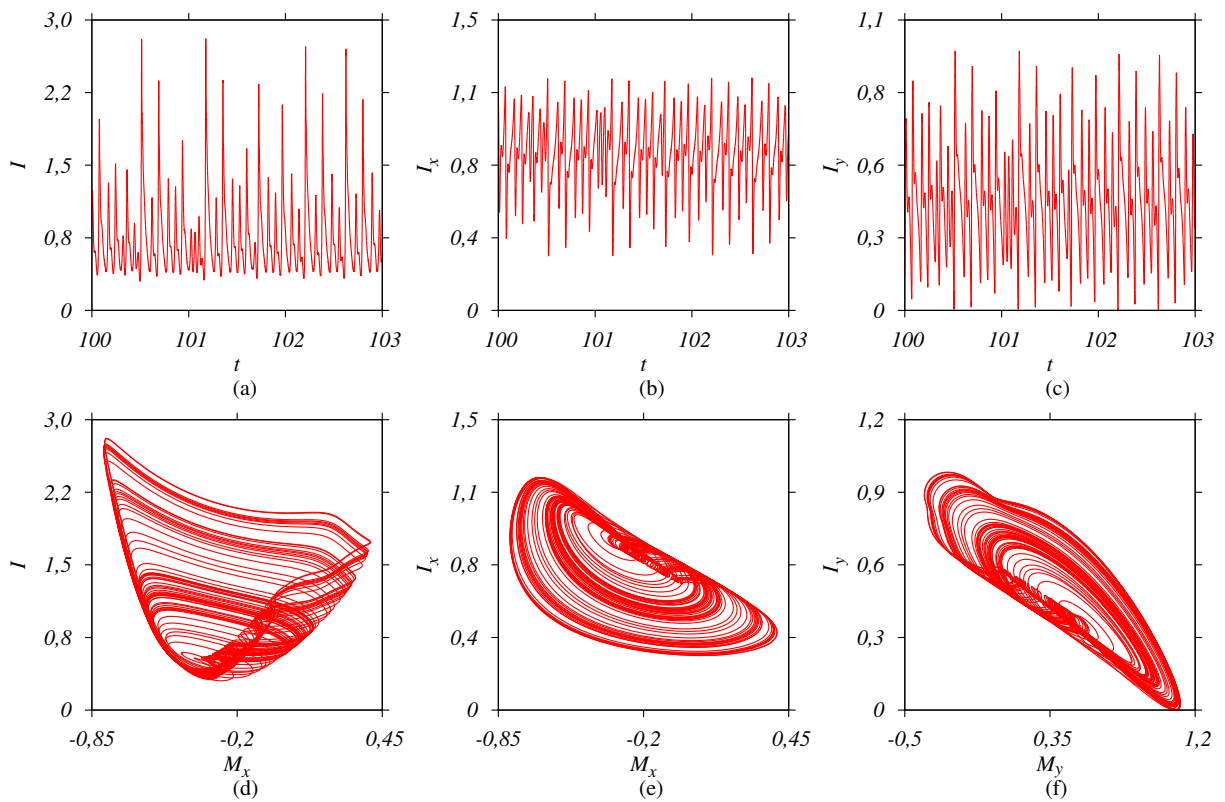 3,0 2,2 1,5 0,8 0
I
100 101 102 103
t
(a)
1,5 1,1 0,8 0,4 0
I_x
100 101 102 103
t
(b)
1,1 0,8 0,6 0,3 0
I_y
100 101 102 103
t
(c)
3,0 2,2 1,5 0,8 0
I
-0,85 -0,2 0,45
M_x
(d)
1,5 1,1 0,8 0,4 0
I_x
-0,85 -0,2 0,45
M_x
(e)
1,2 0,9 0,6 0,3 0
I_y
-0,5 0,35 1,2
M_y
(f)